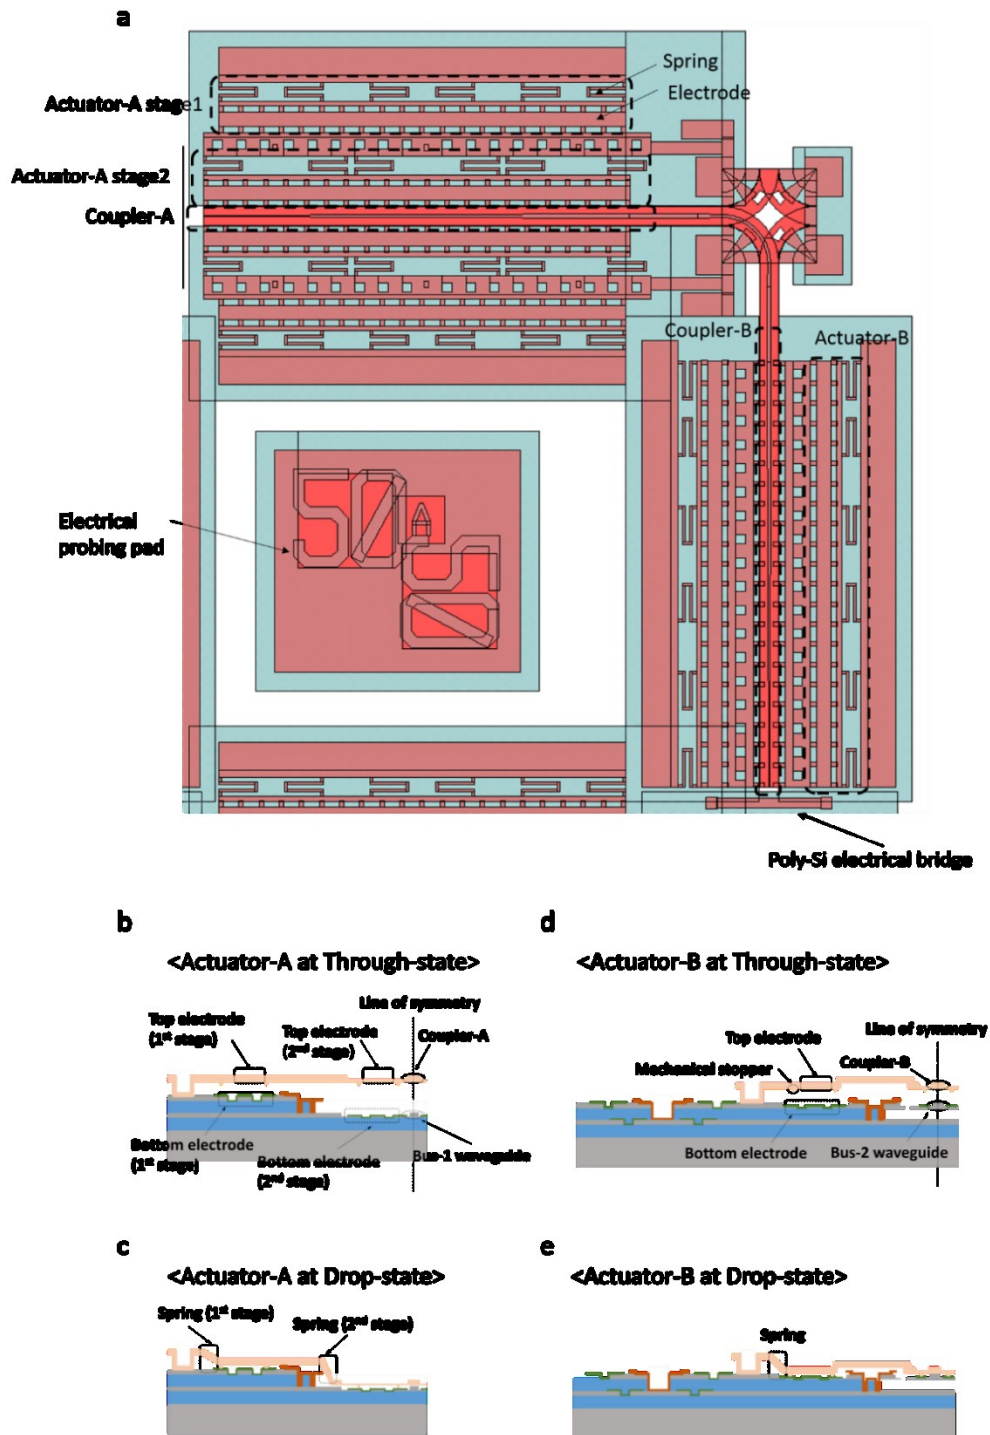 a
Spring
Electrode
Actuator-A stage1
Actuator-A stage2
Coupler-A
Coupler-B
Actuator-B
50
A
50
Electrical
probing pad
Poly-Si electrical bridge
b
<Actuator-A at Through-state>
Line of symmetry
Top electrode
(1st stage)
Top electrode
(2nd stage)
Coupler-A
Bottom electrode
(1st stage)
Bottom electrode
(2nd stage)
Bus-1 waveguide
d
<Actuator-B at Through-state>
Line of symmetry
Top electrode
Mechanical stopper
Coupler-B
Bottom electrode
Bus-2 waveguide
c
<Actuator-A at Drop-state>
Spring (1st stage)
Spring (2nd stage)
e
<Actuator-B at Drop-state>
Spring